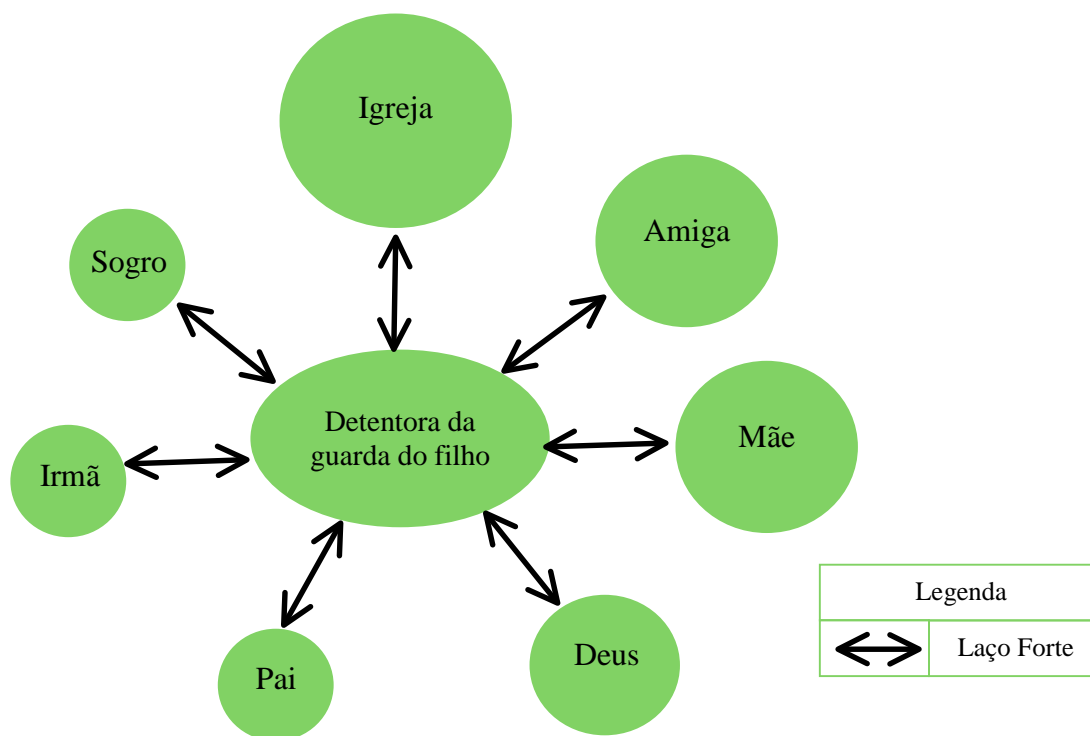 Igreja
Amiga
Sogro
Detentora da
guarda do filho
Mãe
Irmã
Deus
Pai
Legenda
Laço Forte